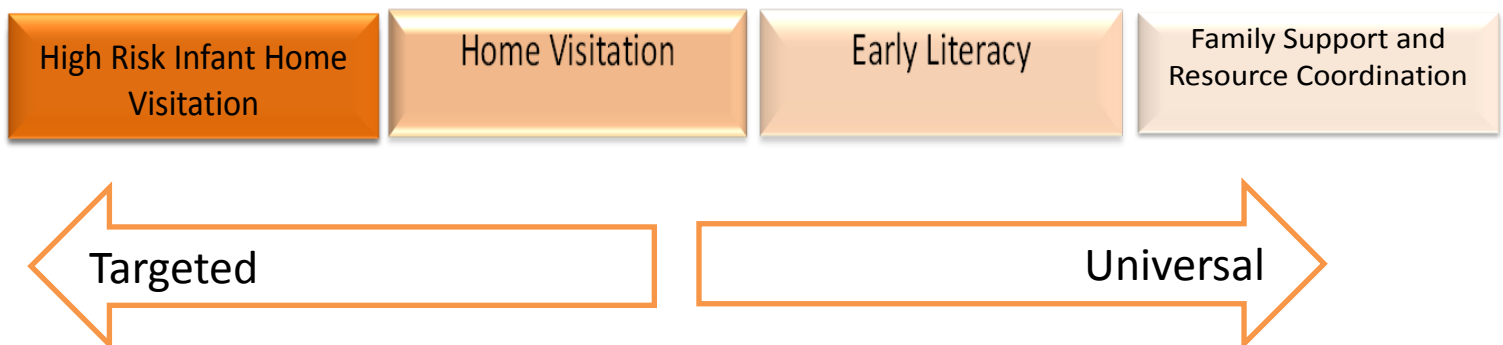 High Risk Infant Home
Visitation
Home Visitation
Early Literacy
Family Support and
Resource Coordination
Targeted
Universal